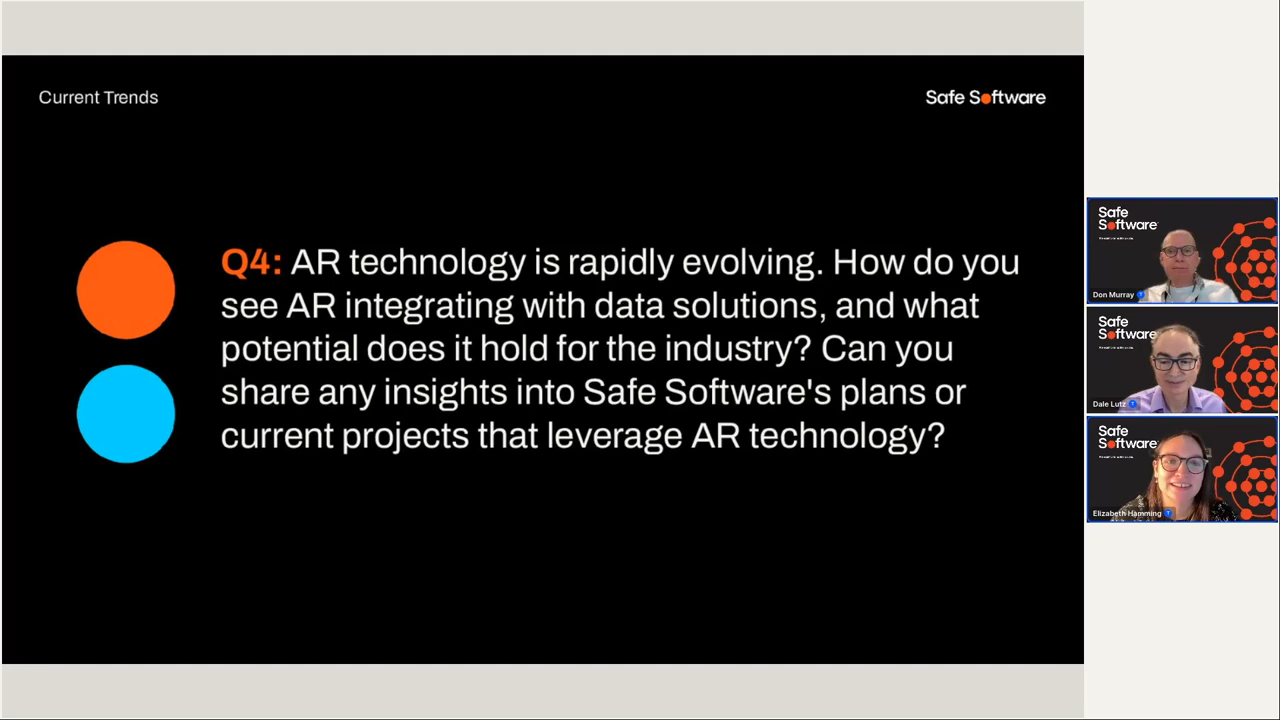 Current Trends
Safe Software
Q4: AR technology is rapidly evolving. How do you
see AR integrating with data solutions, and what
potential does it hold for the industry? Can you
share any insights into Safe Software's plans or
current projects that leverage AR technology?
Safe
Software
Don Murray
Safe
Software
Dale Lutz
Safe
Software
Elizabeth Hamming